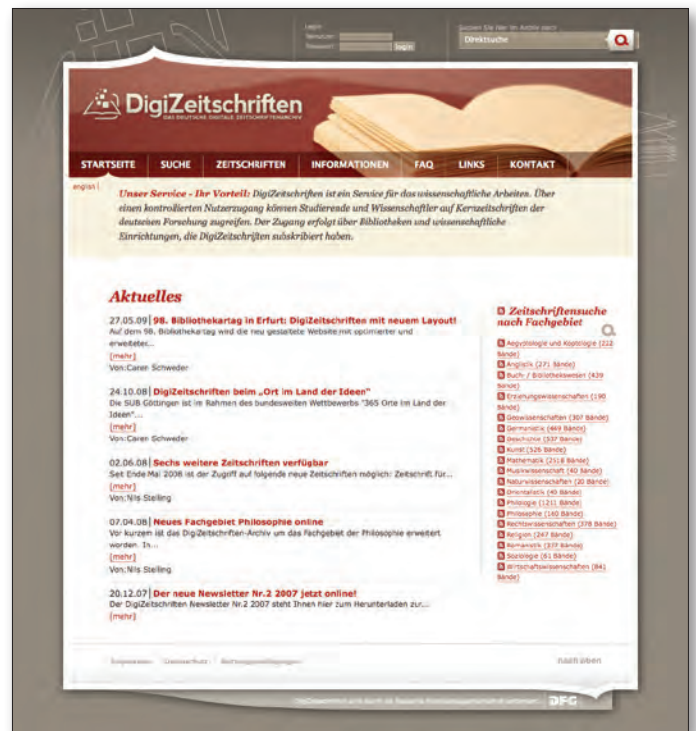 Login
Benutzer:
Passwort:
login
Suchen Sie hier im Archiv nach ...
Direktsuche
DigiZeitschriften
DAS DEUTSCHE DIGITALE ZEITSCHRIFTENARCHIV
STARTSEITE SUCHE ZEITSCHRIFTEN INFORMATIONEN FAQ LINKS KONTAKT
english |
Unser Service - Ihr Vorteil: DigiZeitschriften ist ein Service für das wissenschaftliche Arbeiten. Über
einen kontrollierten Nutzerzugang können Studierende und Wissenschaftler auf Kernzeitschriften der
deutschen Forschung zugreifen. Der Zugang erfolgt über Bibliotheken und wissenschaftliche
Einrichtungen, die DigiZeitschriften subskribiert haben.
Aktuelles
27.05.09| 98. Bibliothekartag in Erfurt: DigiZeitschriften mit neuem Layout!
Auf dem 98. Bibliothekartag wird die neu gestaltete Website mit optimierter und
erweiteter...
[mehr]
Von: Caren Schweder
24.10.08| DigiZeitschriften beim „Ort im Land der Ideen"
Die SUB Göttingen ist im Rahmen des bundesweiten Wettbewerbs "365 Orte im Land der
Ideen"...
[mehr]
Von: Caren Schweder
02.06.08| Sechs weitere Zeitschriften verfügbar
Seit Ende Mai 2008 ist der Zugriff auf folgende neue Zeitschriften möglich: Zeitschrift für...
[mehr]
Von: Nils Stelling
07.04.08| Neues Fachgebiet Philosophie online
Vor kurzem ist das DigiZeitschriften-Archiv um das Fachgebiet der Philosophie erweitert
worden. In...
[mehr]
Von: Nils Stelling
20.12.07| Der neue Newsletter Nr.2 2007 jetzt online!
Der DigiZeitschriften Newsletter Nr.2 2007 steht Ihnen hier zum Herunterladen zur...
[mehr]
Zeitschriftensuche
nach Fachgebiet
Aegyptologie und Koptologie (212
Bände)
Anglistik (271 Bände)
Buch- / Bibliothekswesen (420
Bände)
Erziehungswissenschaften (190
Bände)
Geowissenschaften (307 Bände)
Germanistik (469 Bände)
Geschichte (537 Bände)
Kunst (526 Bände)
Mathematik (2518 Bände)
Musikwissenschaft (40 Bände)
Naturwissenschaften (20 Bände)
Orientalistik (40 Bände)
Philologie (1211 Bände)
Philosophie (160 Bände)
Rechtswissenschaften (378 Bände)
Religion (247 Bände)
Romanistik (337 Bände)
Soziologie (61 Bände)
Wirtschaftswissenschaften (841
Bände)
Impressum Datenschutz Nutzungsbedingungen
nach oben
DFG